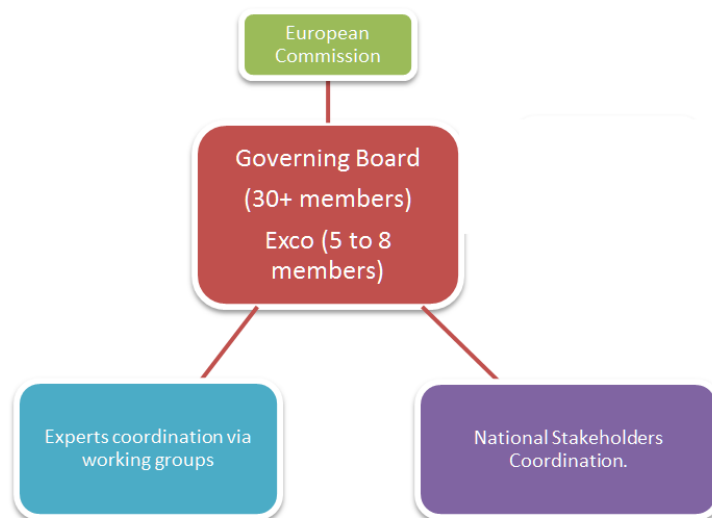 European
Commission
Governing Board
(30+ members)
Exco (5 to 8
members)
Experts coordination via
working groups
National Stakeholders
Coordination.